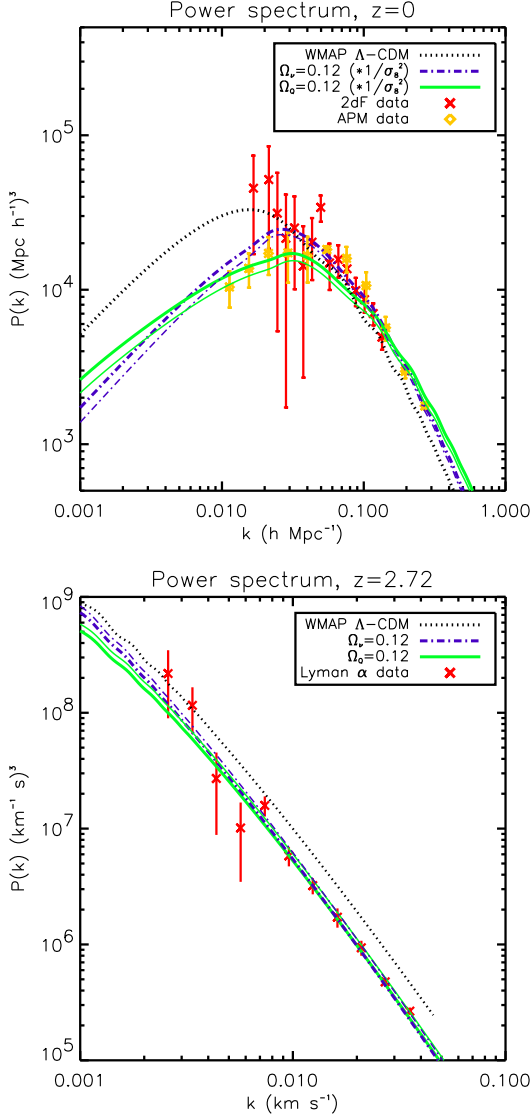 Power spectrum, z=0
P(k) (Mpc h⁻¹)³
10⁵
10⁴
10³
WMAP Λ-CDM
Ων=0.12 (*1/σ₈²)
Ω_Q=0.12 (*1/σ₈²)
2dF data
APM data
0.001 0.010 0.100 1.000
k (h Mpc⁻¹)
Power spectrum, z=2.72
P(k) (km⁻¹ s)³
10⁹
10⁸
10⁷
10⁶
10⁵
WMAP Λ-CDM
Ων=0.12
Ω_Q=0.12
Lyman α data
0.001 0.010 0.100
k (km s⁻¹)